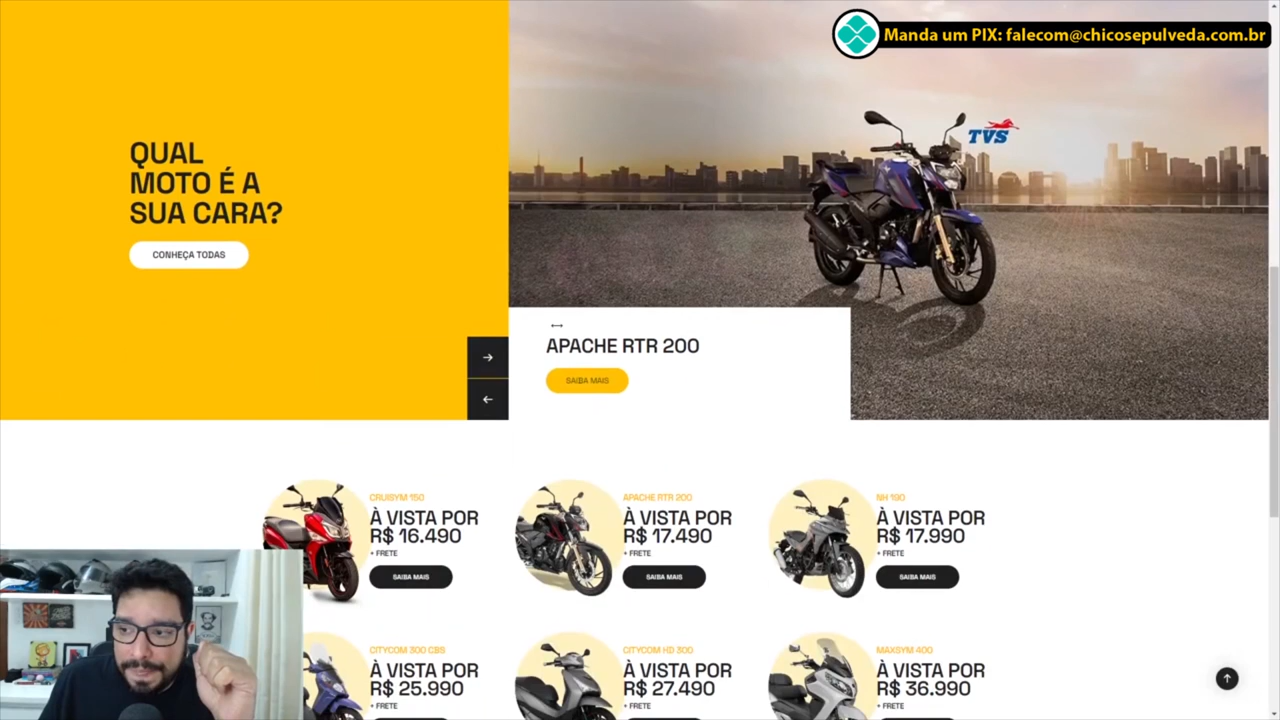 Manda um PIX: falecom@chicosepulveda.com.br
QUAL
MOTO É A
SUA CARA?
CONHEÇA TODAS
TVS
APACHE RTR 200
SAIBA MAIS
CRUISYM 150
À VISTA POR
R$ 16.490
+ FRETE
SAIBA MAIS
APACHE RTR 200
À VISTA POR
R$ 17.490
+ FRETE
SAIBA MAIS
NH 190
À VISTA POR
R$ 17.990
+ FRETE
SAIBA MAIS
CITYCOM 300 CBS
À VISTA POR
R$ 25.990
+ FRETE
CITYCOM HD 300
À VISTA POR
R$ 27.490
+ FRETE
MAXSYM 400
À VISTA POR
R$ 36.990
+ FRETE